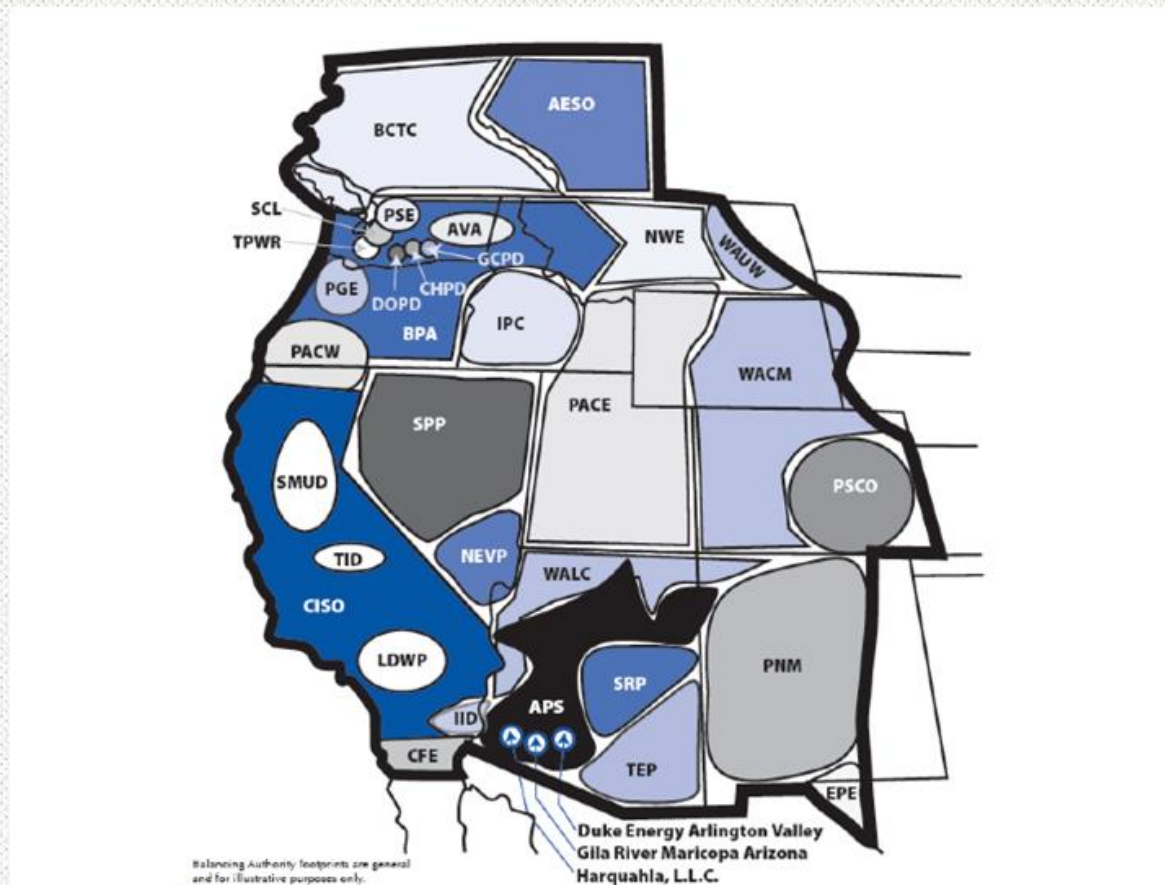 AESO
BCTC
SCL
PSE
AVA
TPWR
NWE
WAUW
GCPD
CHPD
DOPD
PGE
BPA
IPC
PACW
WACM
PACE
SPP
SMUD
PSCO
NEVP
TID
WALC
CISO
LDWP
PNM
SRP
APS
IID
CFE
TEP
EPE
Duke Energy Arlington Valley
Gila River Maricopa Arizona
Harquahla, L.L.C.
Balancing Authority footprints are general
and for illustrative purposes only.